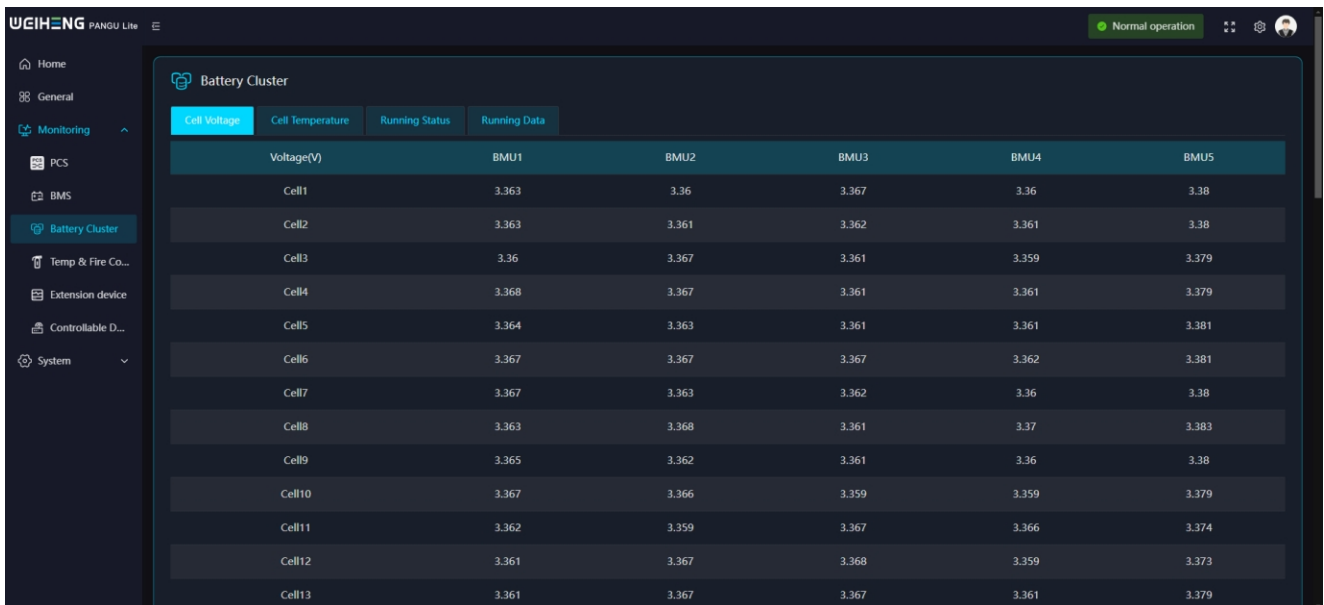 WEIHENG PANGU Lite
Normal operation
Home
General
Monitoring
PCS
BMS
Battery Cluster
Temp & Fire Co...
Extension device
Controllable D...
System
Battery Cluster
Cell Voltage Cell Temperature Running Status Running Data
Voltage(V) BMU1 BMU2 BMU3 BMU4 BMU5
Cell1 3.363 3.36 3.367 3.36 3.38
Cell2 3.363 3.361 3.362 3.361 3.38
Cell3 3.36 3.367 3.361 3.359 3.379
Cell4 3.368 3.367 3.361 3.361 3.379
Cell5 3.364 3.363 3.361 3.361 3.381
Cell6 3.367 3.367 3.367 3.362 3.381
Cell7 3.367 3.363 3.362 3.36 3.38
Cell8 3.363 3.368 3.361 3.37 3.383
Cell9 3.365 3.362 3.361 3.36 3.38
Cell10 3.367 3.366 3.359 3.359 3.379
Cell11 3.362 3.359 3.367 3.366 3.374
Cell12 3.361 3.367 3.368 3.359 3.373
Cell13 3.361 3.367 3.367 3.361 3.379